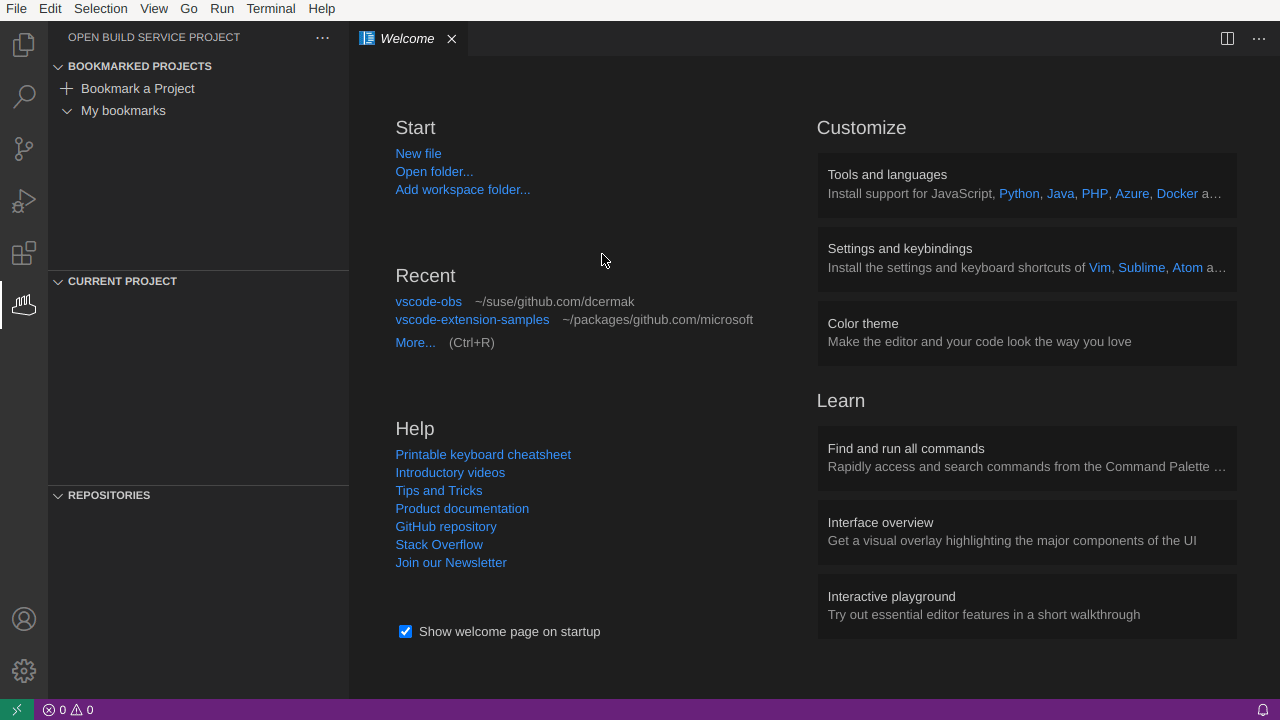 File Edit Selection View Go Run Terminal Help
OPEN BUILD SERVICE PROJECT
BOOKMARKED PROJECTS
Bookmark a Project
My bookmarks
CURRENT PROJECT
REPOSITORIES
Welcome
Start
New file
Open folder...
Add workspace folder...
Recent
vscode-obs ~/suse/github.com/dcermak
vscode-extension-samples ~/packages/github.com/microsoft
More... (Ctrl+R)
Help
Printable keyboard cheatsheet
Introductory videos
Tips and Tricks
Product documentation
GitHub repository
Stack Overflow
Join our Newsletter
Show welcome page on startup
Customize
Tools and languages
Install support for JavaScript, Python, Java, PHP, Azure, Docker a…
Settings and keybindings
Install the settings and keyboard shortcuts of Vim, Sublime, Atom a…
Color theme
Make the editor and your code look the way you love
Learn
Find and run all commands
Rapidly access and search commands from the Command Palette …
Interface overview
Get a visual overlay highlighting the major components of the UI
Interactive playground
Try out essential editor features in a short walkthrough
0 0